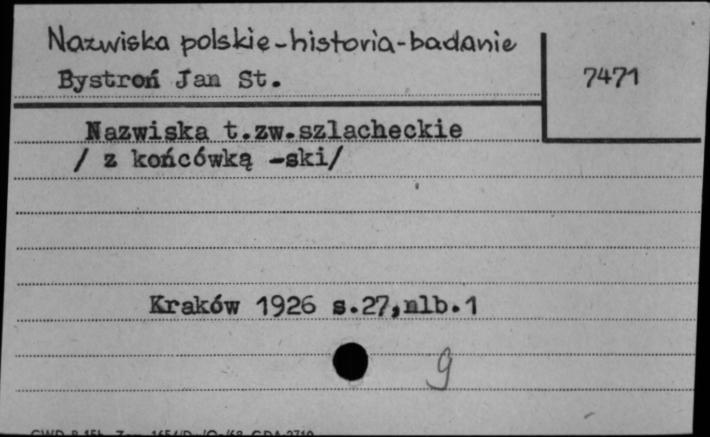 Nazwiska polskie-historia-badanie
Bystroń Jan St.
7471
Nazwiska t.zw.szlacheckie
/ z końcówką -ski/
Kraków 1926 s.27,nlb.1
9